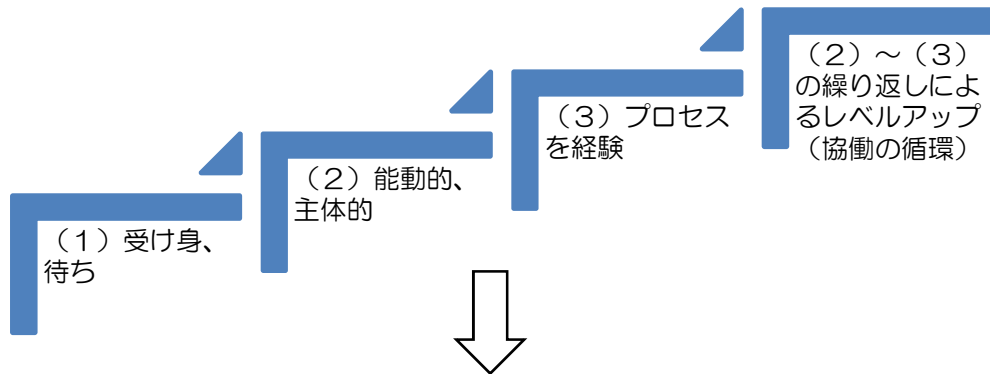 （1）受け身、
待ち
（2）能動的、
主体的
（3）プロセス
を経験
（2）～（3）
の繰り返しによ
るレベルアップ
（協働の循環）